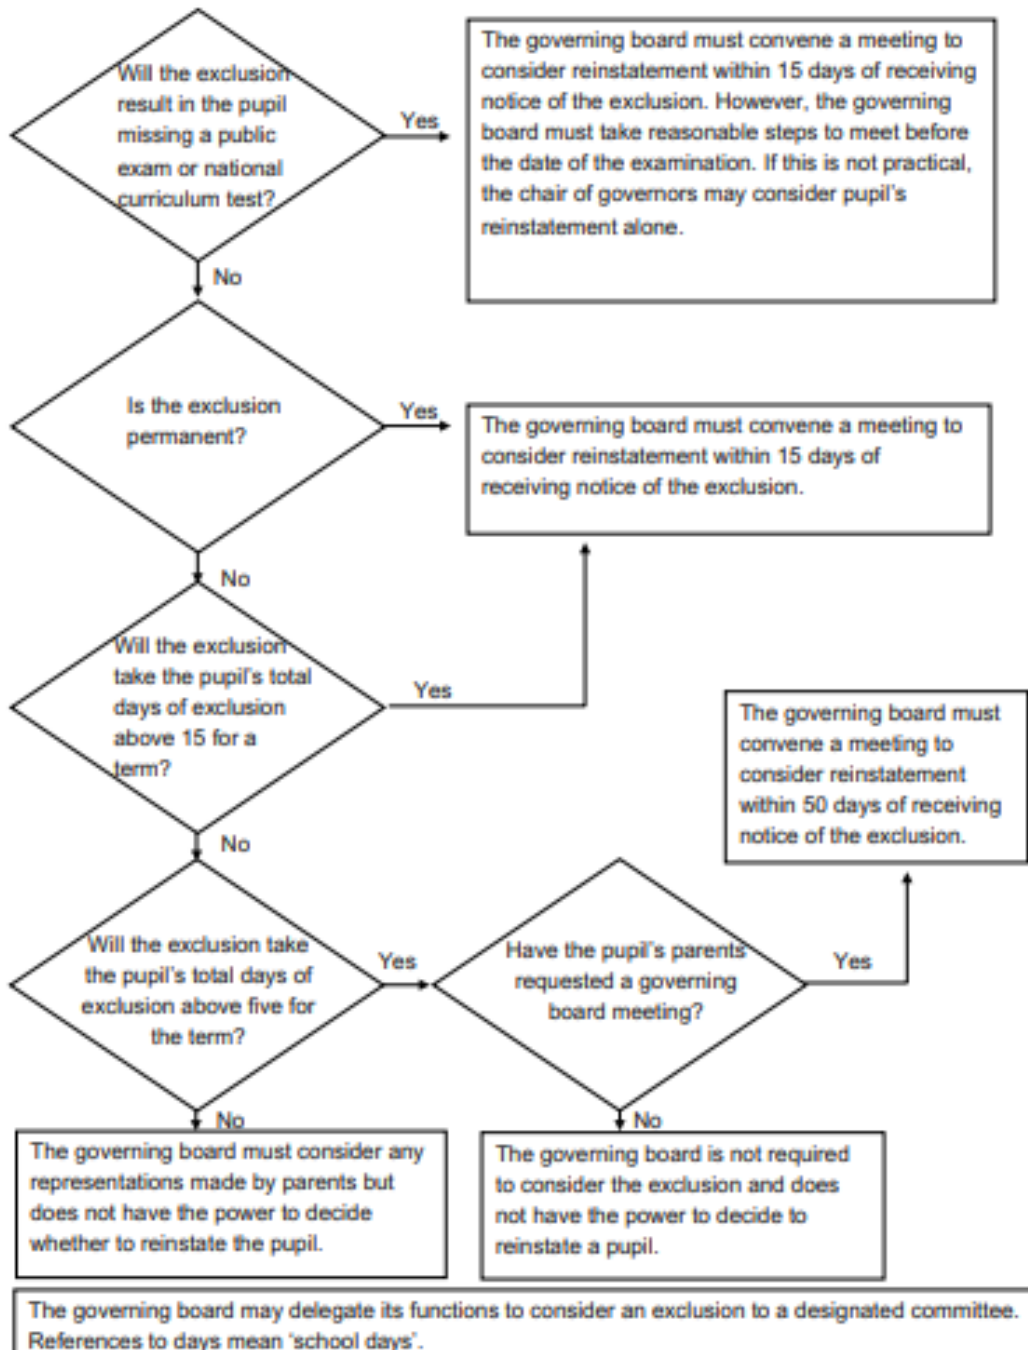 Will the exclusion
result in the pupil
missing a public
exam or national
curriculum test?
Yes
The governing board must convene a meeting to
consider reinstatement within 15 days of receiving
notice of the exclusion. However, the governing
board must take reasonable steps to meet before
the date of the examination. If this is not practical,
the chair of governors may consider pupil's
reinstatement alone.
No
Is the exclusion
permanent?
Yes
The governing board must convene a meeting to
consider reinstatement within 15 days of
receiving notice of the exclusion.
No
Will the exclusion
take the pupil's total
days of exclusion
above 15 for a
term?
Yes
The governing board must
convene a meeting to
consider reinstatement
within 50 days of receiving
notice of the exclusion.
No
Will the exclusion take
the pupil's total days of
exclusion above five for
the term?
Yes
Have the pupil's parents
requested a governing
board meeting?
Yes
No
The governing board must consider any
representations made by parents but
does not have the power to decide
whether to reinstate the pupil.
No
The governing board is not required
to consider the exclusion and does
not have the power to decide to
reinstate a pupil.
The governing board may delegate its functions to consider an exclusion to a designated committee.
References to days mean 'school days'.